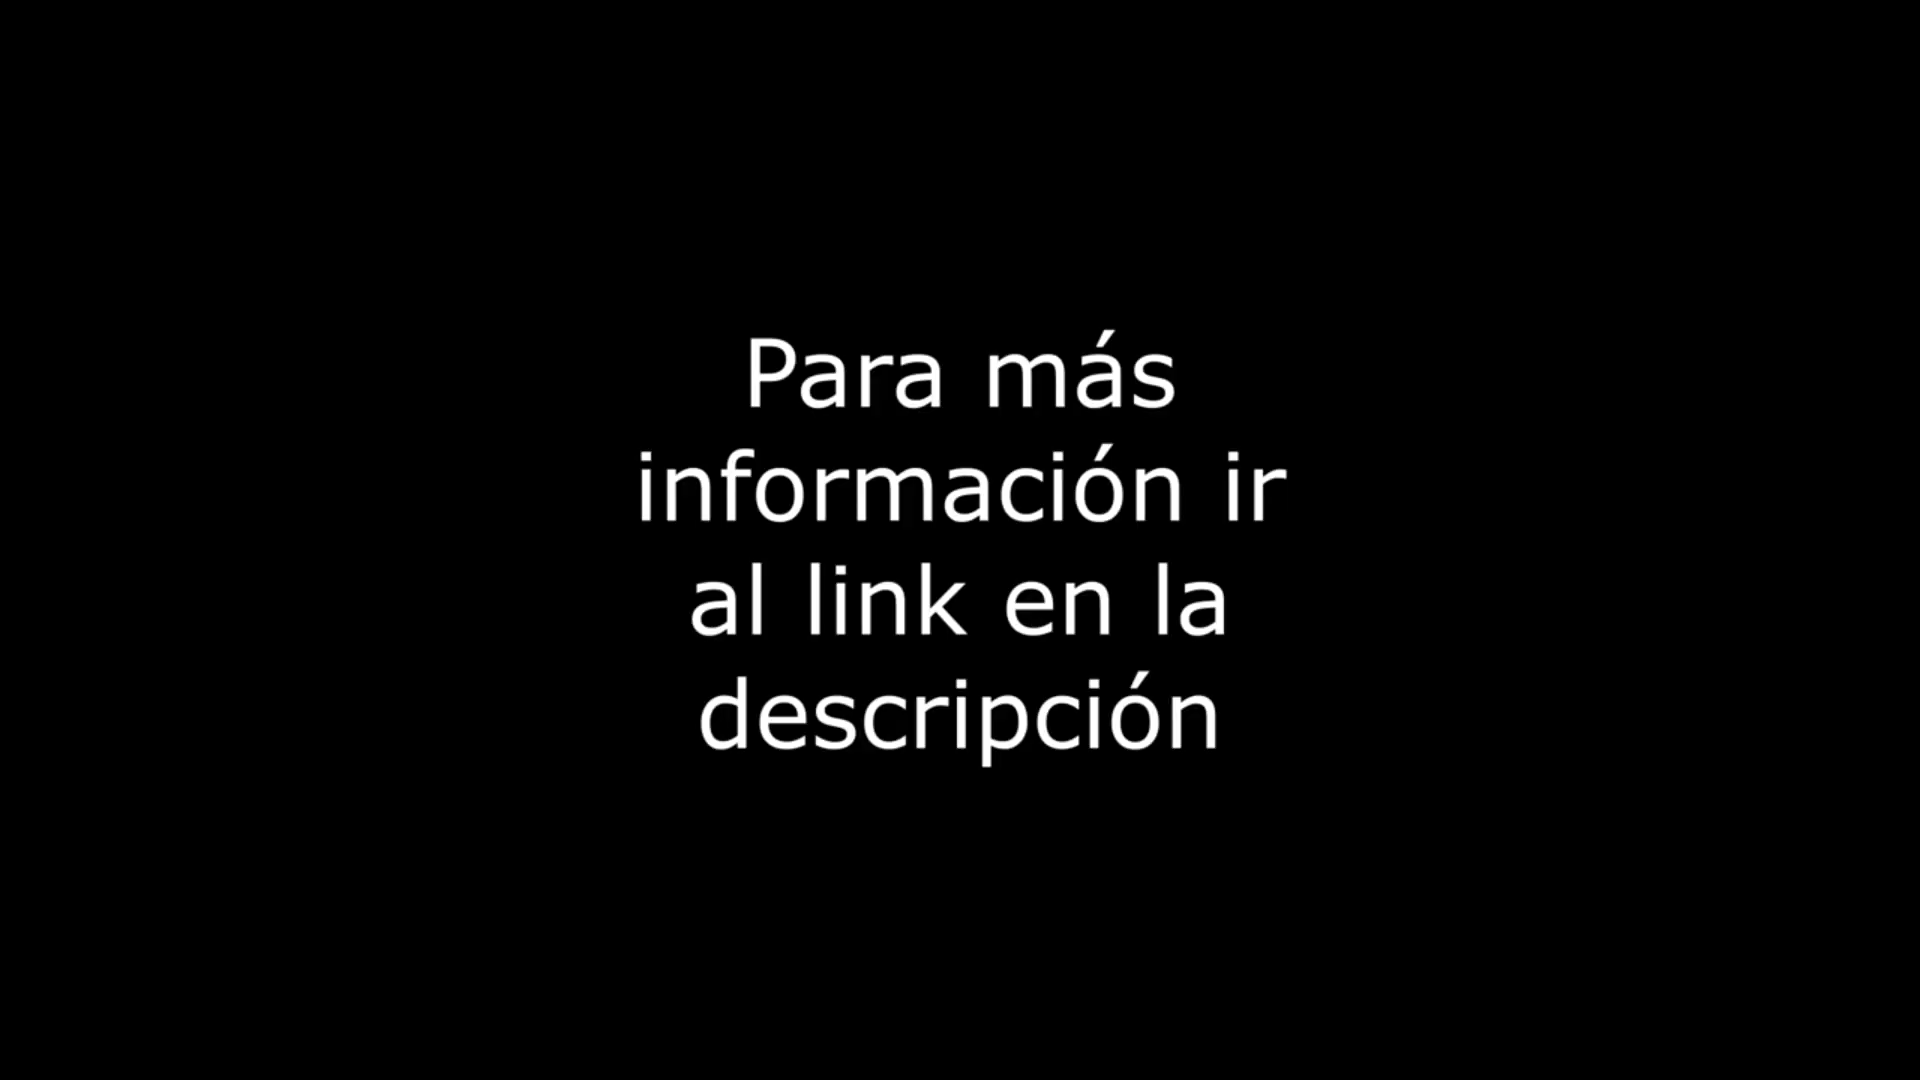 Para más
información ir
al link en la
descripción